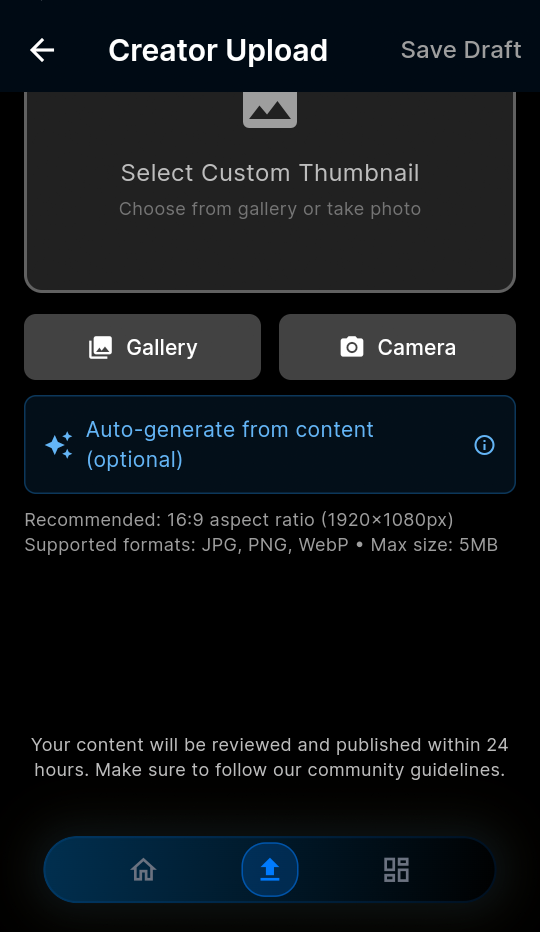 Creator Upload
Save Draft
Select Custom Thumbnail
Choose from gallery or take photo
Gallery
Camera
Auto-generate from content
(optional)
Recommended: 16:9 aspect ratio (1920×1080px)
Supported formats: JPG, PNG, WebP • Max size: 5MB
Your content will be reviewed and published within 24
hours. Make sure to follow our community guidelines.